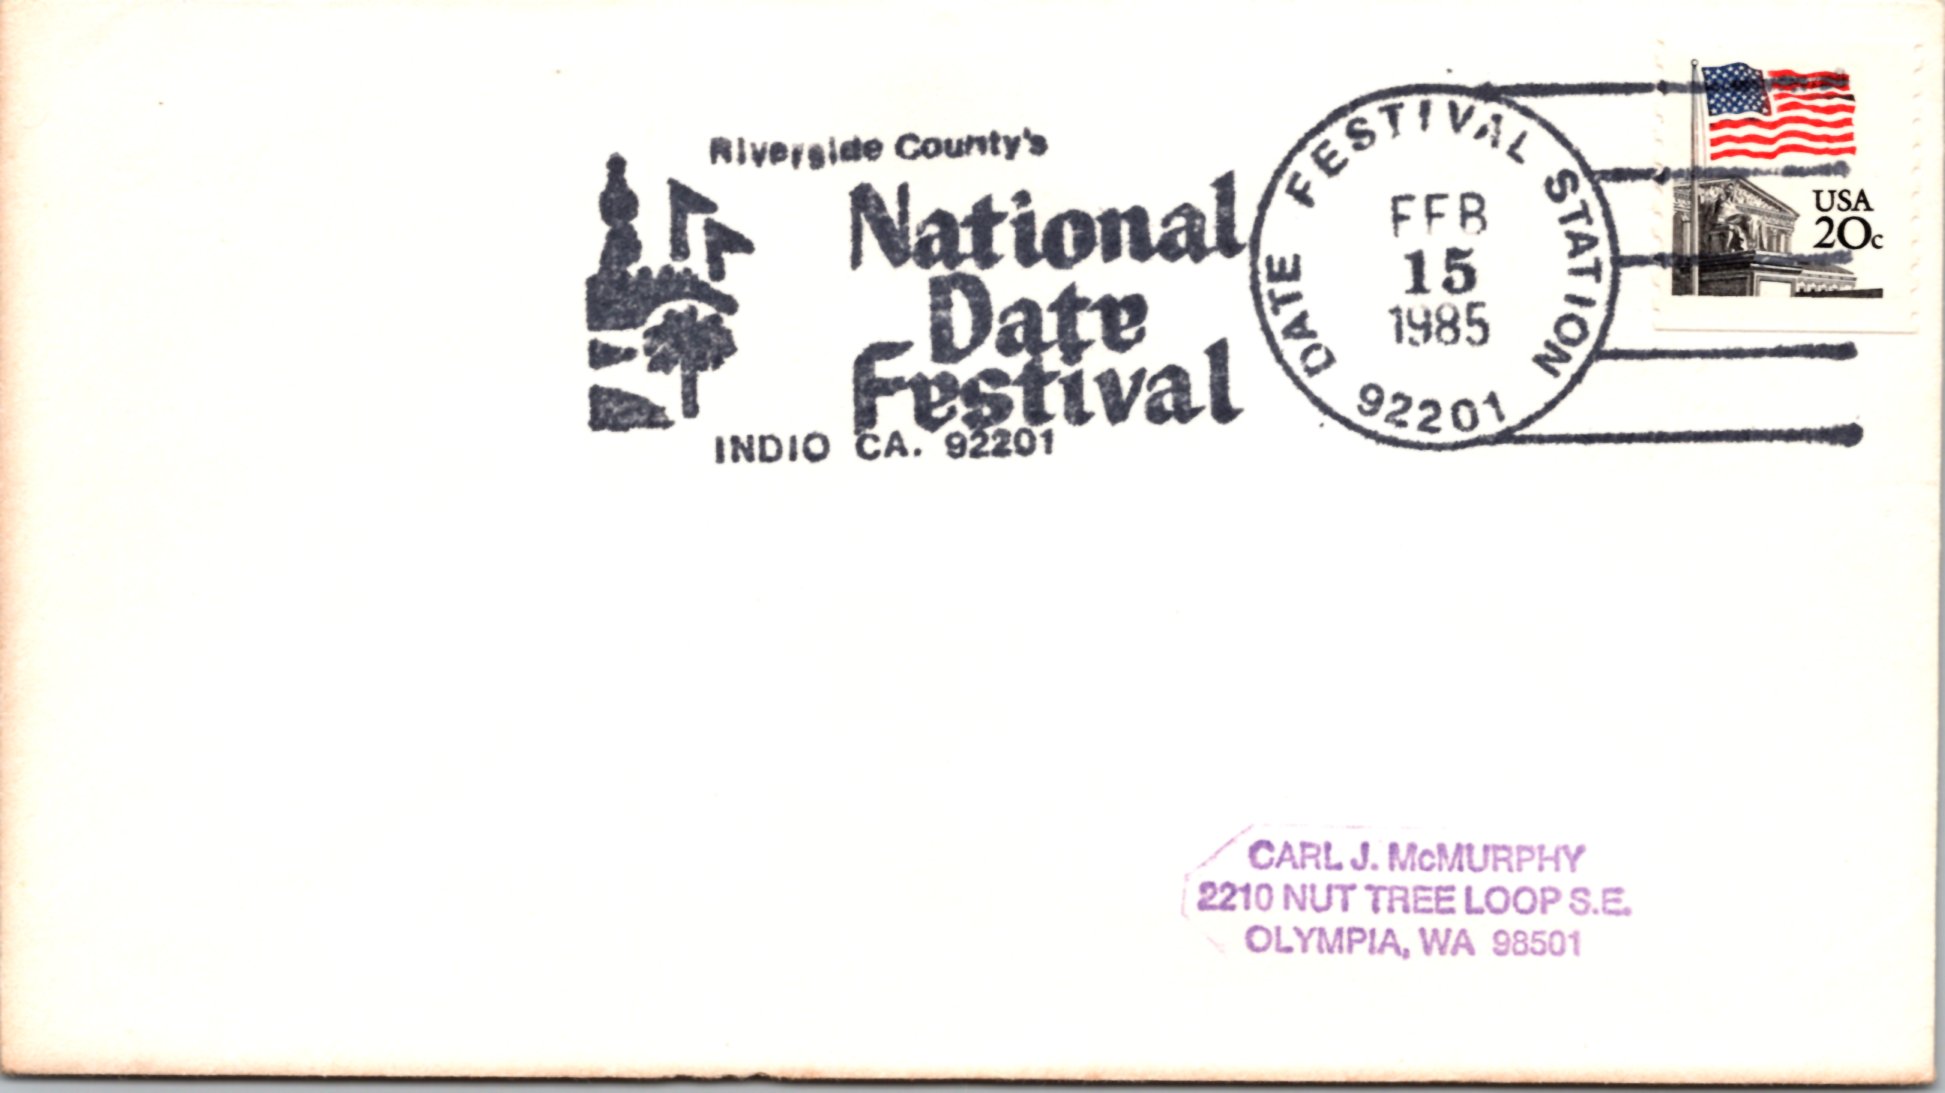 Riverside County's
National
Date
Festival
INDIO CA. 92201
DATE FESTIVAL STATION
FEB
15
1985
92201
USA
20c
CARL J. McMURPHY
2210 NUT TREE LOOP S.E.
OLYMPIA, WA 98501